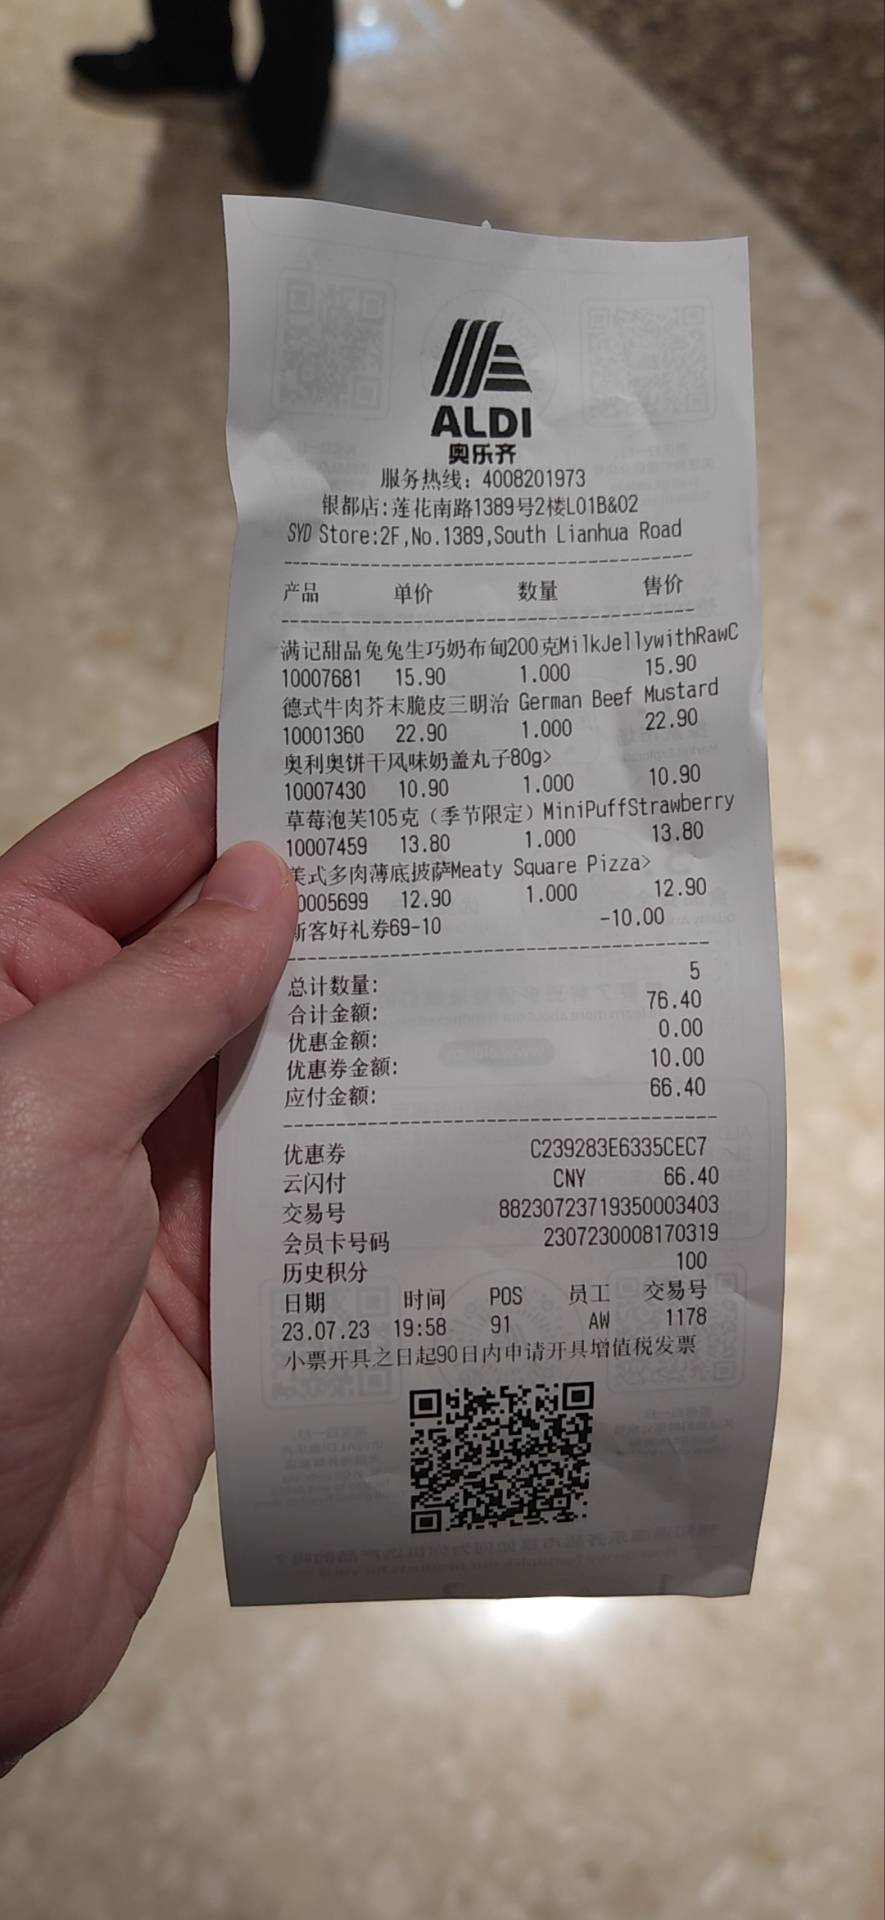 ALDI
奥乐齐
服务热线: 4008201973
银都店:莲花南路1389号2楼L01B&02
SYD Store:2F,No.1389,South Lianhua Road
产品 单价 数量 售价
满记甜品兔兔生巧奶布甸200克MilkJellywithRawC
10007681 15.90 1.000 15.90
德式牛肉芥末脆皮三明治 German Beef Mustard
10001360 22.90 1.000 22.90
奥利奥饼干风味奶盖丸子80g>
10007430 10.90 1.000 10.90
草莓泡芙105克（季节限定）MiniPuffStrawberry
10007459 13.80 1.000 13.80
美式多肉薄底披萨Meaty Square Pizza>
0005699 12.90 1.000 12.90
新客好礼券69-10 -10.00
总计数量: 5
合计金额: 76.40
优惠金额: 0.00
优惠券金额: 10.00
应付金额: 66.40
优惠券 C239283E6335CEC7
云闪付 CNY 66.40
交易号 88230723719350003403
会员卡号码 2307230008170319
历史积分 100
日期 时间 POS 员工 交易号
23.07.23 19:58 91 AW 1178
小票开具之日起90日内申请开具增值税发票